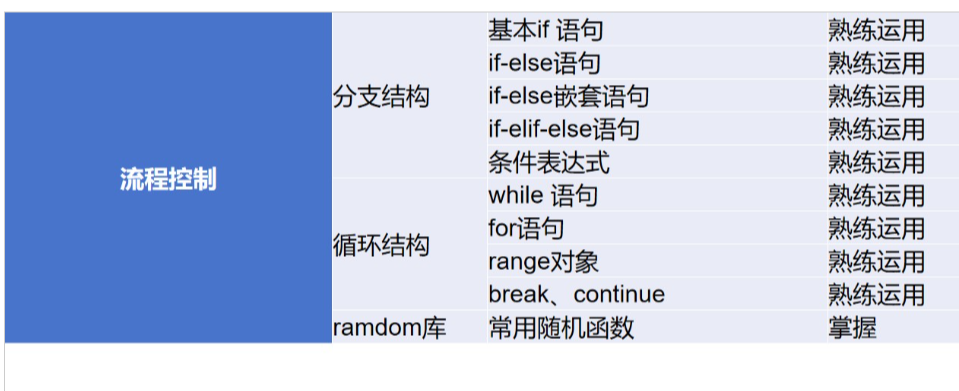 流程控制
分支结构
基本if 语句 熟练运用
if-else语句 熟练运用
if-else嵌套语句 熟练运用
if-elif-else语句 熟练运用
条件表达式 熟练运用
循环结构
while 语句 熟练运用
for语句 熟练运用
range对象 熟练运用
break、continue 熟练运用
ramdom库 常用随机函数 掌握